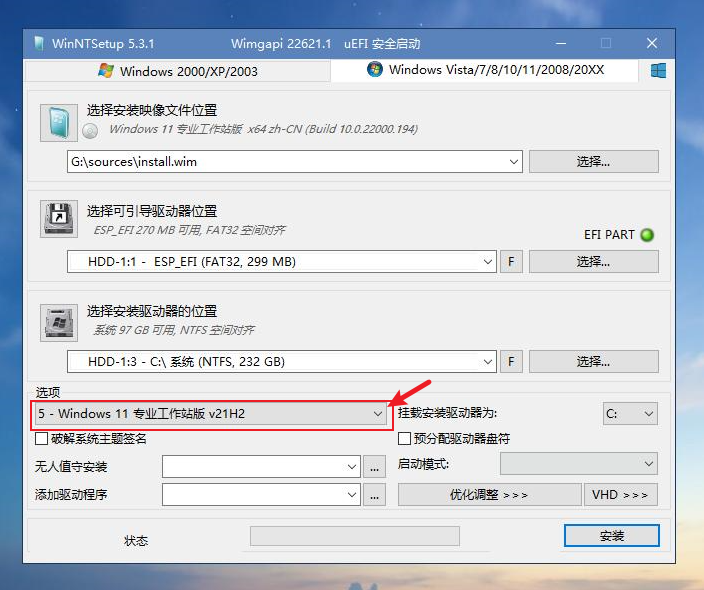 WinNTSetup 5.3.1 Wimgapi 22621.1 uEFI 安全启动
Windows 2000/XP/2003 Windows Vista/7/8/10/11/2008/20XX
选择安装映像文件位置
Windows 11 专业工作站版 x64 zh-CN (Build 10.0.22000.194)
G:\sources\install.wim 选择...
选择可引导驱动器位置
ESP_EFI 270 MB 可用, FAT32 空间对齐
EFI PART
HDD-1:1 - ESP_EFI (FAT32, 299 MB) F 选择...
选择安装驱动器的位置
系统 97 GB 可用, NTFS 空间对齐
HDD-1:3 - C:\ 系统 (NTFS, 232 GB) F 选择...
选项
5 - Windows 11 专业工作站版 v21H2 挂载安装驱动器为: C:
破解系统主题签名 预分配驱动器盘符
无人值守安装 ... 启动模式:
添加驱动程序 ... 优化调整 >>> VHD >>>
状态 安装